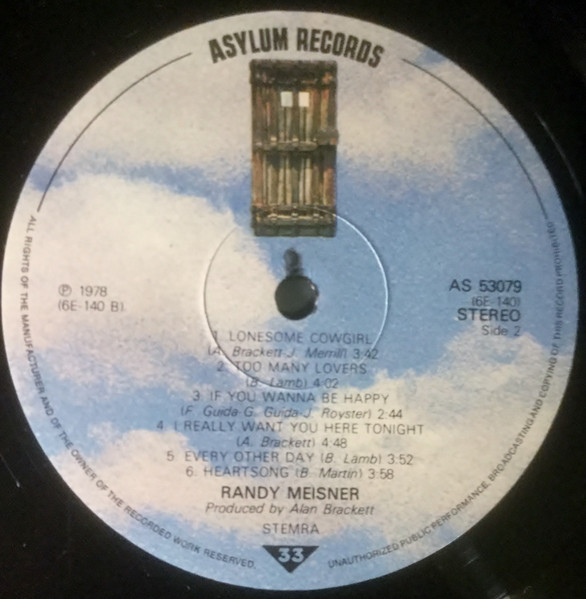 ASYLUM RECORDS
℗ 1978
(6E-140 B)
AS 53079
(6E-140)
STEREO
Side 2
1. LONESOME COWGIRL
(A. Brackett-J. Merrill) 3:42
2. TOO MANY LOVERS
(B. Lamb) 4:02
3. IF YOU WANNA BE HAPPY
(F. Guida-G. Guida-J. Royster) 2:44
4. I REALLY WANT YOU HERE TONIGHT
(A. Brackett) 4:48
5. EVERY OTHER DAY (B. Lamb) 3:52
6. HEARTSONG (B. Martin) 3:58
RANDY MEISNER
Produced by Alan Brackett
STEMRA
33
ALL RIGHTS OF THE MANUFACTURER AND OF THE OWNER OF THE RECORDED WORK RESERVED. UNAUTHORIZED PUBLIC PERFORMANCE, BROADCASTING AND COPYING OF THIS RECORD PROHIBITED